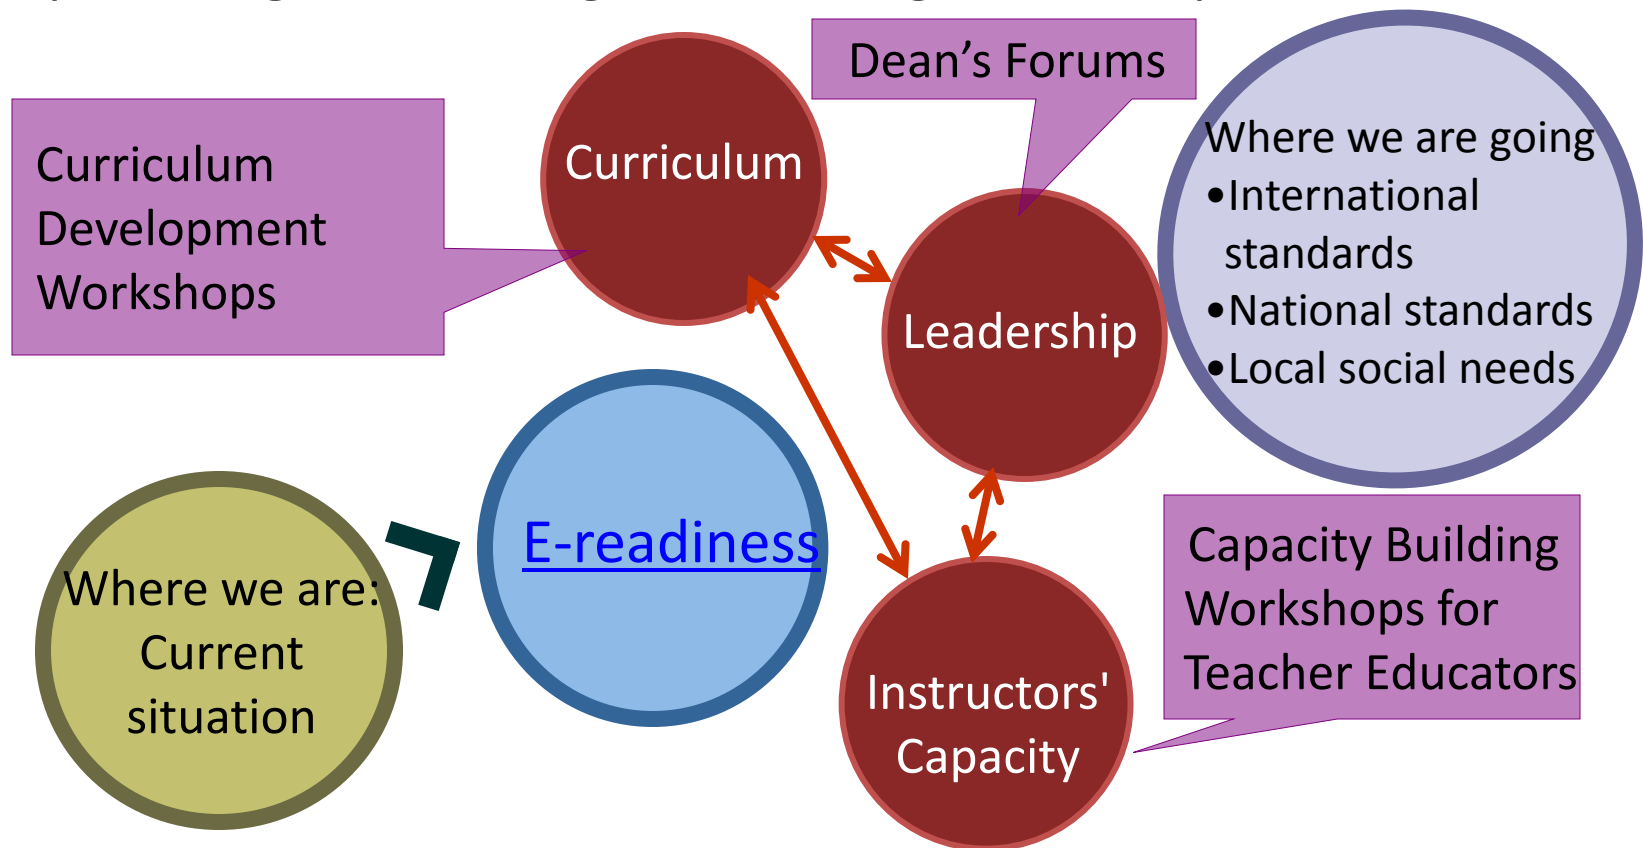 Dean’s Forums
Curriculum
Development
Workshops
Curriculum
Where we are going
•International
standards
•National standards
•Local social needs
Leadership
E-readiness
Where we are:
Current
situation
Capacity Building
Workshops for
Teacher Educators
Instructors'
Capacity